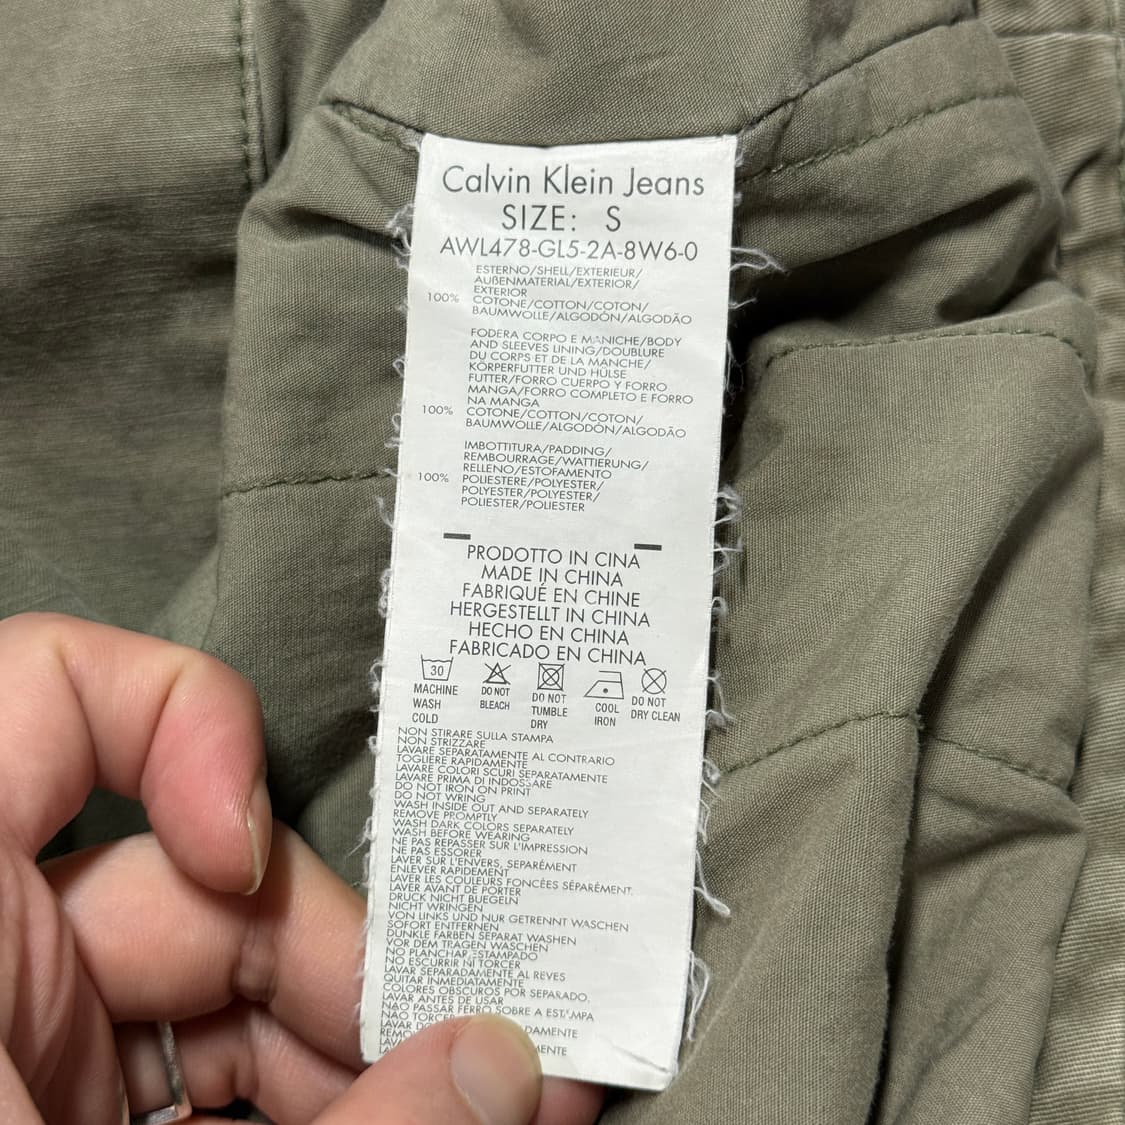 Calvin Klein Jeans
SIZE: S
AWL478-GL5-2A-8W6-0
ESTERNO/SHELL/EXTERIEUR/
AUßENMATERIAL/EXTERIOR/
EXTERIOR
100% COTONE/COTTON/COTON/
BAUMWOLLE/ALGODÓN/ALGODÃO
FODERA CORPO E MANICHE/BODY
AND SLEEVES LINING/DOUBLURE
DU CORPS ET DE LA MANCHE/
KÖRPERFUTTER UND HÜLSE
FUTTER/FORRO CUERPO Y FORRO
MANGA/FORRO COMPLETO E FORRO
NA MANGA
100% COTONE/COTTON/COTON/
BAUMWOLLE/ALGODÓN/ALGODÃO
IMBOTTITURA/PADDING/
REMBOURRAGE/WATTIERUNG/
RELLENO/ESTOFAMENTO
100% POLIESTERE/POLYESTER/
POLYESTER/POLYESTER/
POLIESTER/POLIESTER
PRODOTTO IN CINA
MADE IN CHINA
FABRIQUÉ EN CHINE
HERGESTELLT IN CHINA
HECHO EN CHINA
FABRICADO EN CHINA
30
MACHINE WASH COLD
DO NOT BLEACH
DO NOT TUMBLE DRY
COOL IRON
DO NOT DRY CLEAN
NON STIRARE SULLA STAMPA
NON STRIZZARE
LAVARE SEPARATAMENTE AL CONTRARIO
TOGLIERE RAPIDAMENTE
LAVARE COLORI SCURI SEPARATAMENTE
LAVARE PRIMA DI INDOSSARE
DO NOT IRON ON PRINT
DO NOT WRING
WASH INSIDE OUT AND SEPARATELY
REMOVE PROMPTLY
WASH DARK COLORS SEPARATELY
WASH BEFORE WEARING
NE PAS REPASSER SUR L'IMPRESSION
NE PAS ESSORER
LAVER SUR L'ENVERS, SEPARÉMENT
ENLEVER RAPIDEMENT
LAVER LES COULEURS FONCÉES SÉPARÉMENT.
LAVER AVANT DE PORTER
DRUCK NICHT BUEGELN
NICHT WRINGEN
VON LINKS UND NUR GETRENNT WASCHEN
SOFORT ENTFERNEN
DUNKLE FARBEN SEPARAT WASHEN
VOR DEM TRAGEN WASCHEN
NO PLANCHAR ESTAMPADO
NO ESCURRIR NI TORCER
LAVAR SEPARADAMENTE AL REVES
QUITAR INMEDIATAMENTE
COLORES OBSCUROS POR SEPARADO.
LAVAR ANTES DE USAR
NÃO PASSAR FERRO SOBRE A
NÃO
LAVAR